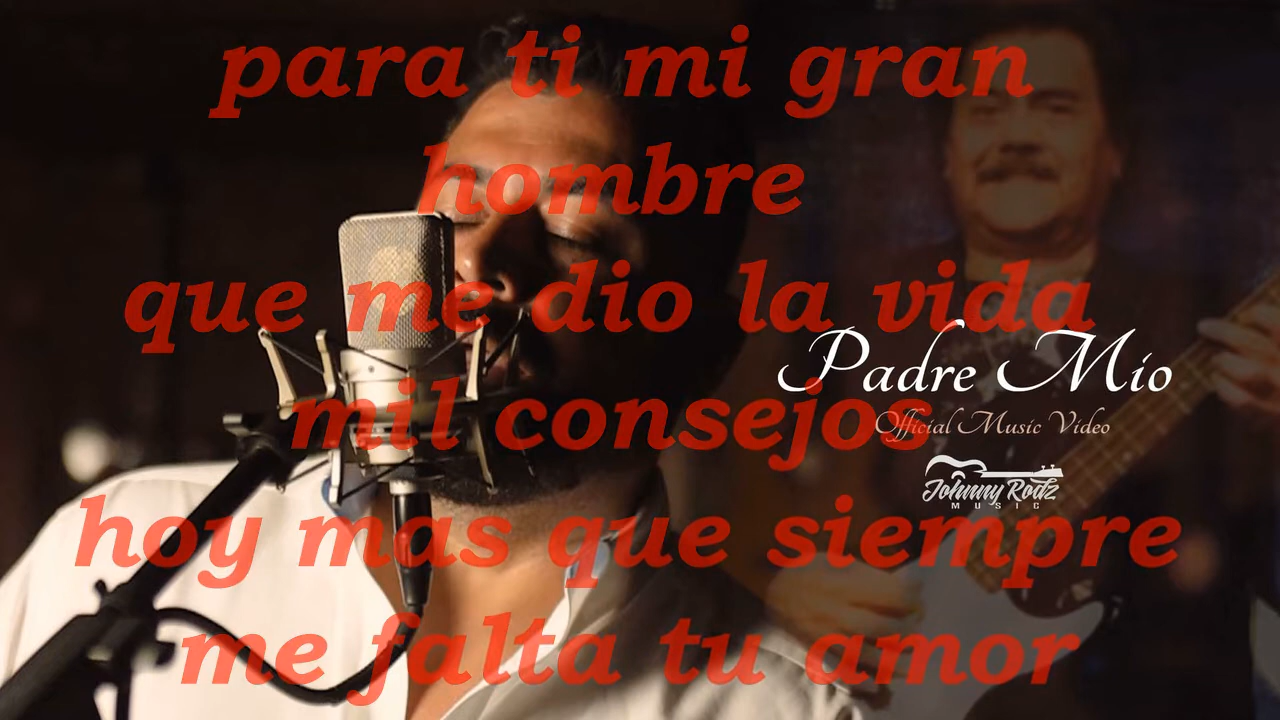 para ti mi gran
hombre
que me dio la vida
mil consejos
hoy mas que siempre
me falta tu amor
Padre Mío
Official Music Video
Johnny Rodz
MUSIC